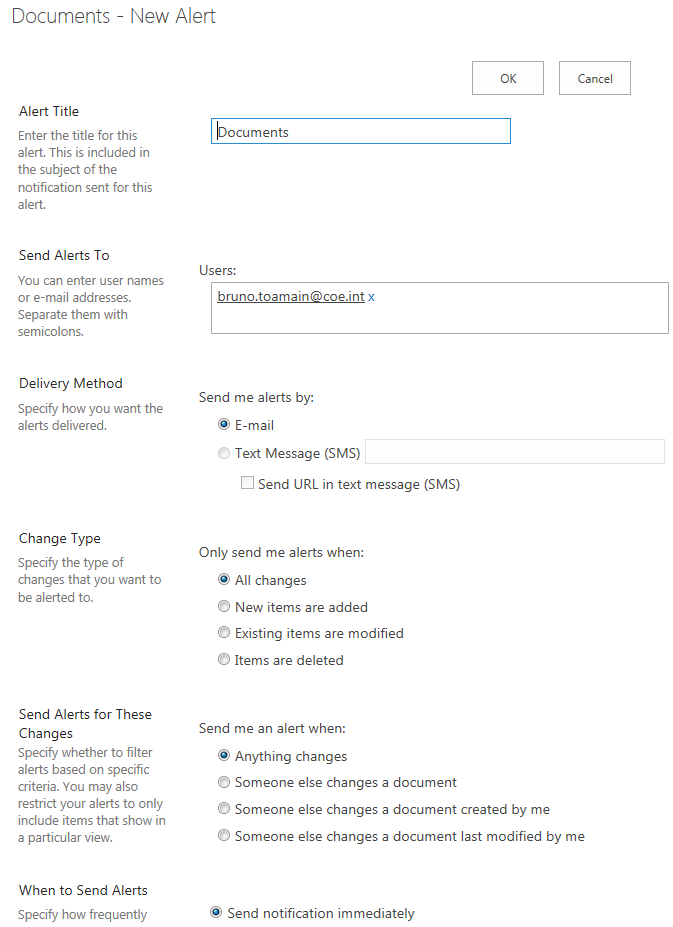 Documents - New Alert
OK
Cancel
Alert Title
Enter the title for this
alert. This is included in
the subject of the
notification sent for this
alert.
Documents
Send Alerts To
You can enter user names
or e-mail addresses.
Separate them with
semicolons.
Users:
bruno.toamain@coe.int x
Delivery Method
Specify how you want the
alerts delivered.
Send me alerts by:
E-mail
Text Message (SMS)
Send URL in text message (SMS)
Change Type
Specify the type of
changes that you want to
be alerted to.
Only send me alerts when:
All changes
New items are added
Existing items are modified
Items are deleted
Send Alerts for These
Changes
Specify whether to filter
alerts based on specific
criteria. You may also
restrict your alerts to only
include items that show in
a particular view.
Send me an alert when:
Anything changes
Someone else changes a document
Someone else changes a document created by me
Someone else changes a document last modified by me
When to Send Alerts
Specify how frequently
Send notification immediately